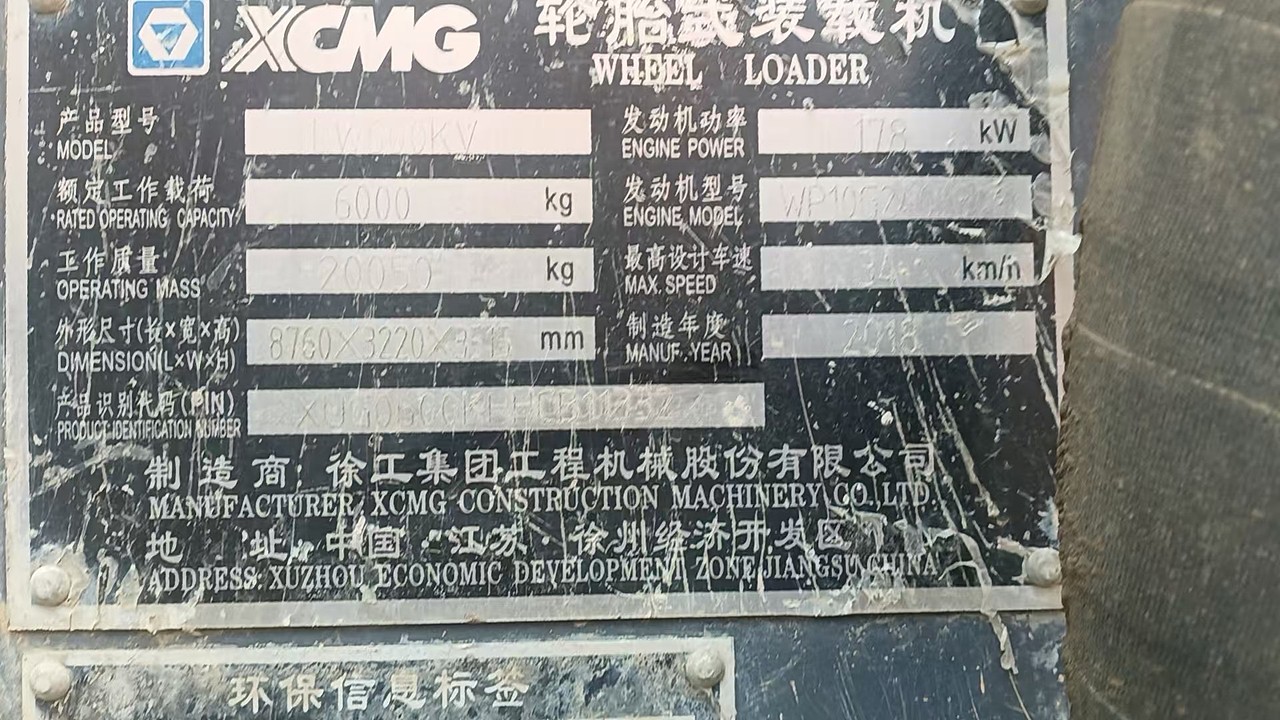 XCMG 轮胎式装载机
WHEEL LOADER
产品型号 发动机功率 178 kW
MODEL ENGINE POWER
额定工作载荷 6000 kg 发动机型号
RATED OPERATING CAPACITY ENGINE MODEL
工作质量 20050 kg 最高设计车速 km/h
OPERATING MASS MAX. SPEED
外形尺寸(长×宽×高) mm 制造年度 2018
DIMENSION(L×W×H) MANUF. YEAR
产品识别代码(PIN)
PRODUCT IDENTIFICATION NUMBER
制 造 商: 徐工集团工程机械股份有限公司
MANUFACTURER: XCMG CONSTRUCTION MACHINERY CO.,LTD.
地 址: 中国·江苏·徐州经济开发区
ADDRESS: XUZHOU ECONOMIC DEVELOPMENT ZONE JIANGSU CHINA
环保信息标签